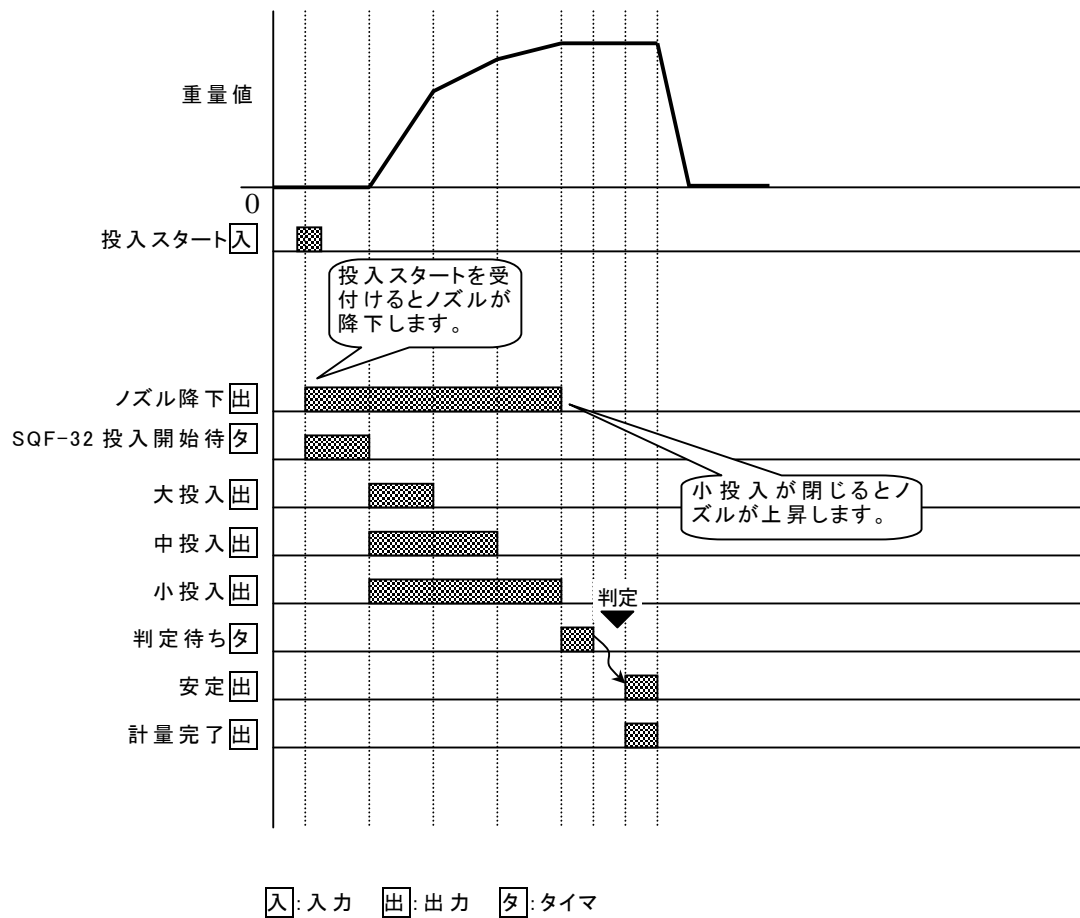 重量値
0
投入スタート入
投入スタートを受
付けるとノズルが
降下します。
ノズル降下出
SQF-32 投入開始待タ
大投入出
小投入が閉じるとノ
ズルが上昇します。
中投入出
小投入出
判定
判定待ちタ
安定出
計量完了出
入:入力 出:出力 タ:タイマ